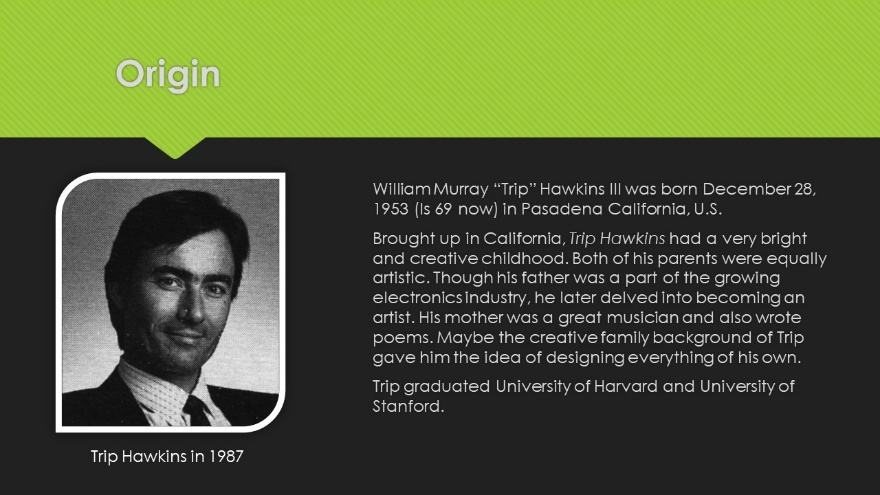 Origin
William Murray “Trip” Hawkins III was born December 28,
1953 (Is 69 now) in Pasadena California, U.S.
Brought up in California, Trip Hawkins had a very bright
and creative childhood. Both of his parents were equally
artistic. Though his father was a part of the growing
electronics industry, he later delved into becoming an
artist. His mother was a great musician and also wrote
poems. Maybe the creative family background of Trip
gave him the idea of designing everything of his own.
Trip graduated University of Harvard and University of
Stanford.
Trip Hawkins in 1987